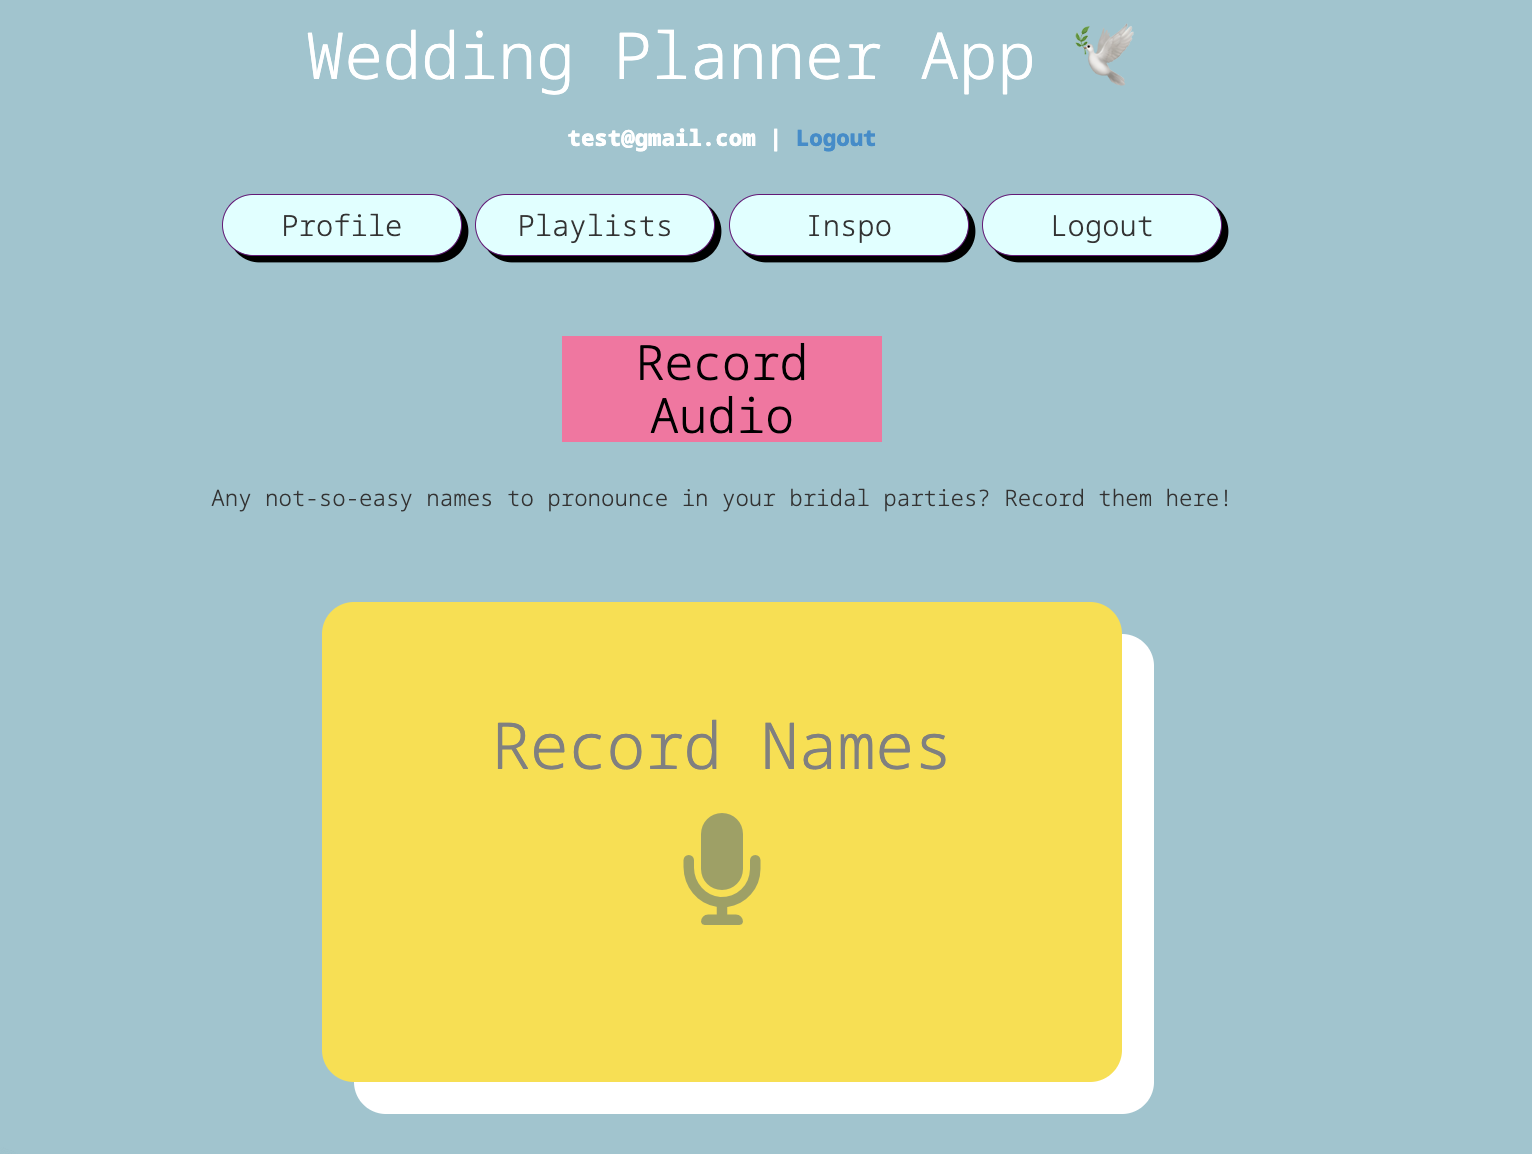 Wedding Planner App 🕊️
test@gmail.com | Logout
Profile Playlists Inspo Logout
Record
Audio
Any not-so-easy names to pronounce in your bridal parties? Record them here!
Record Names